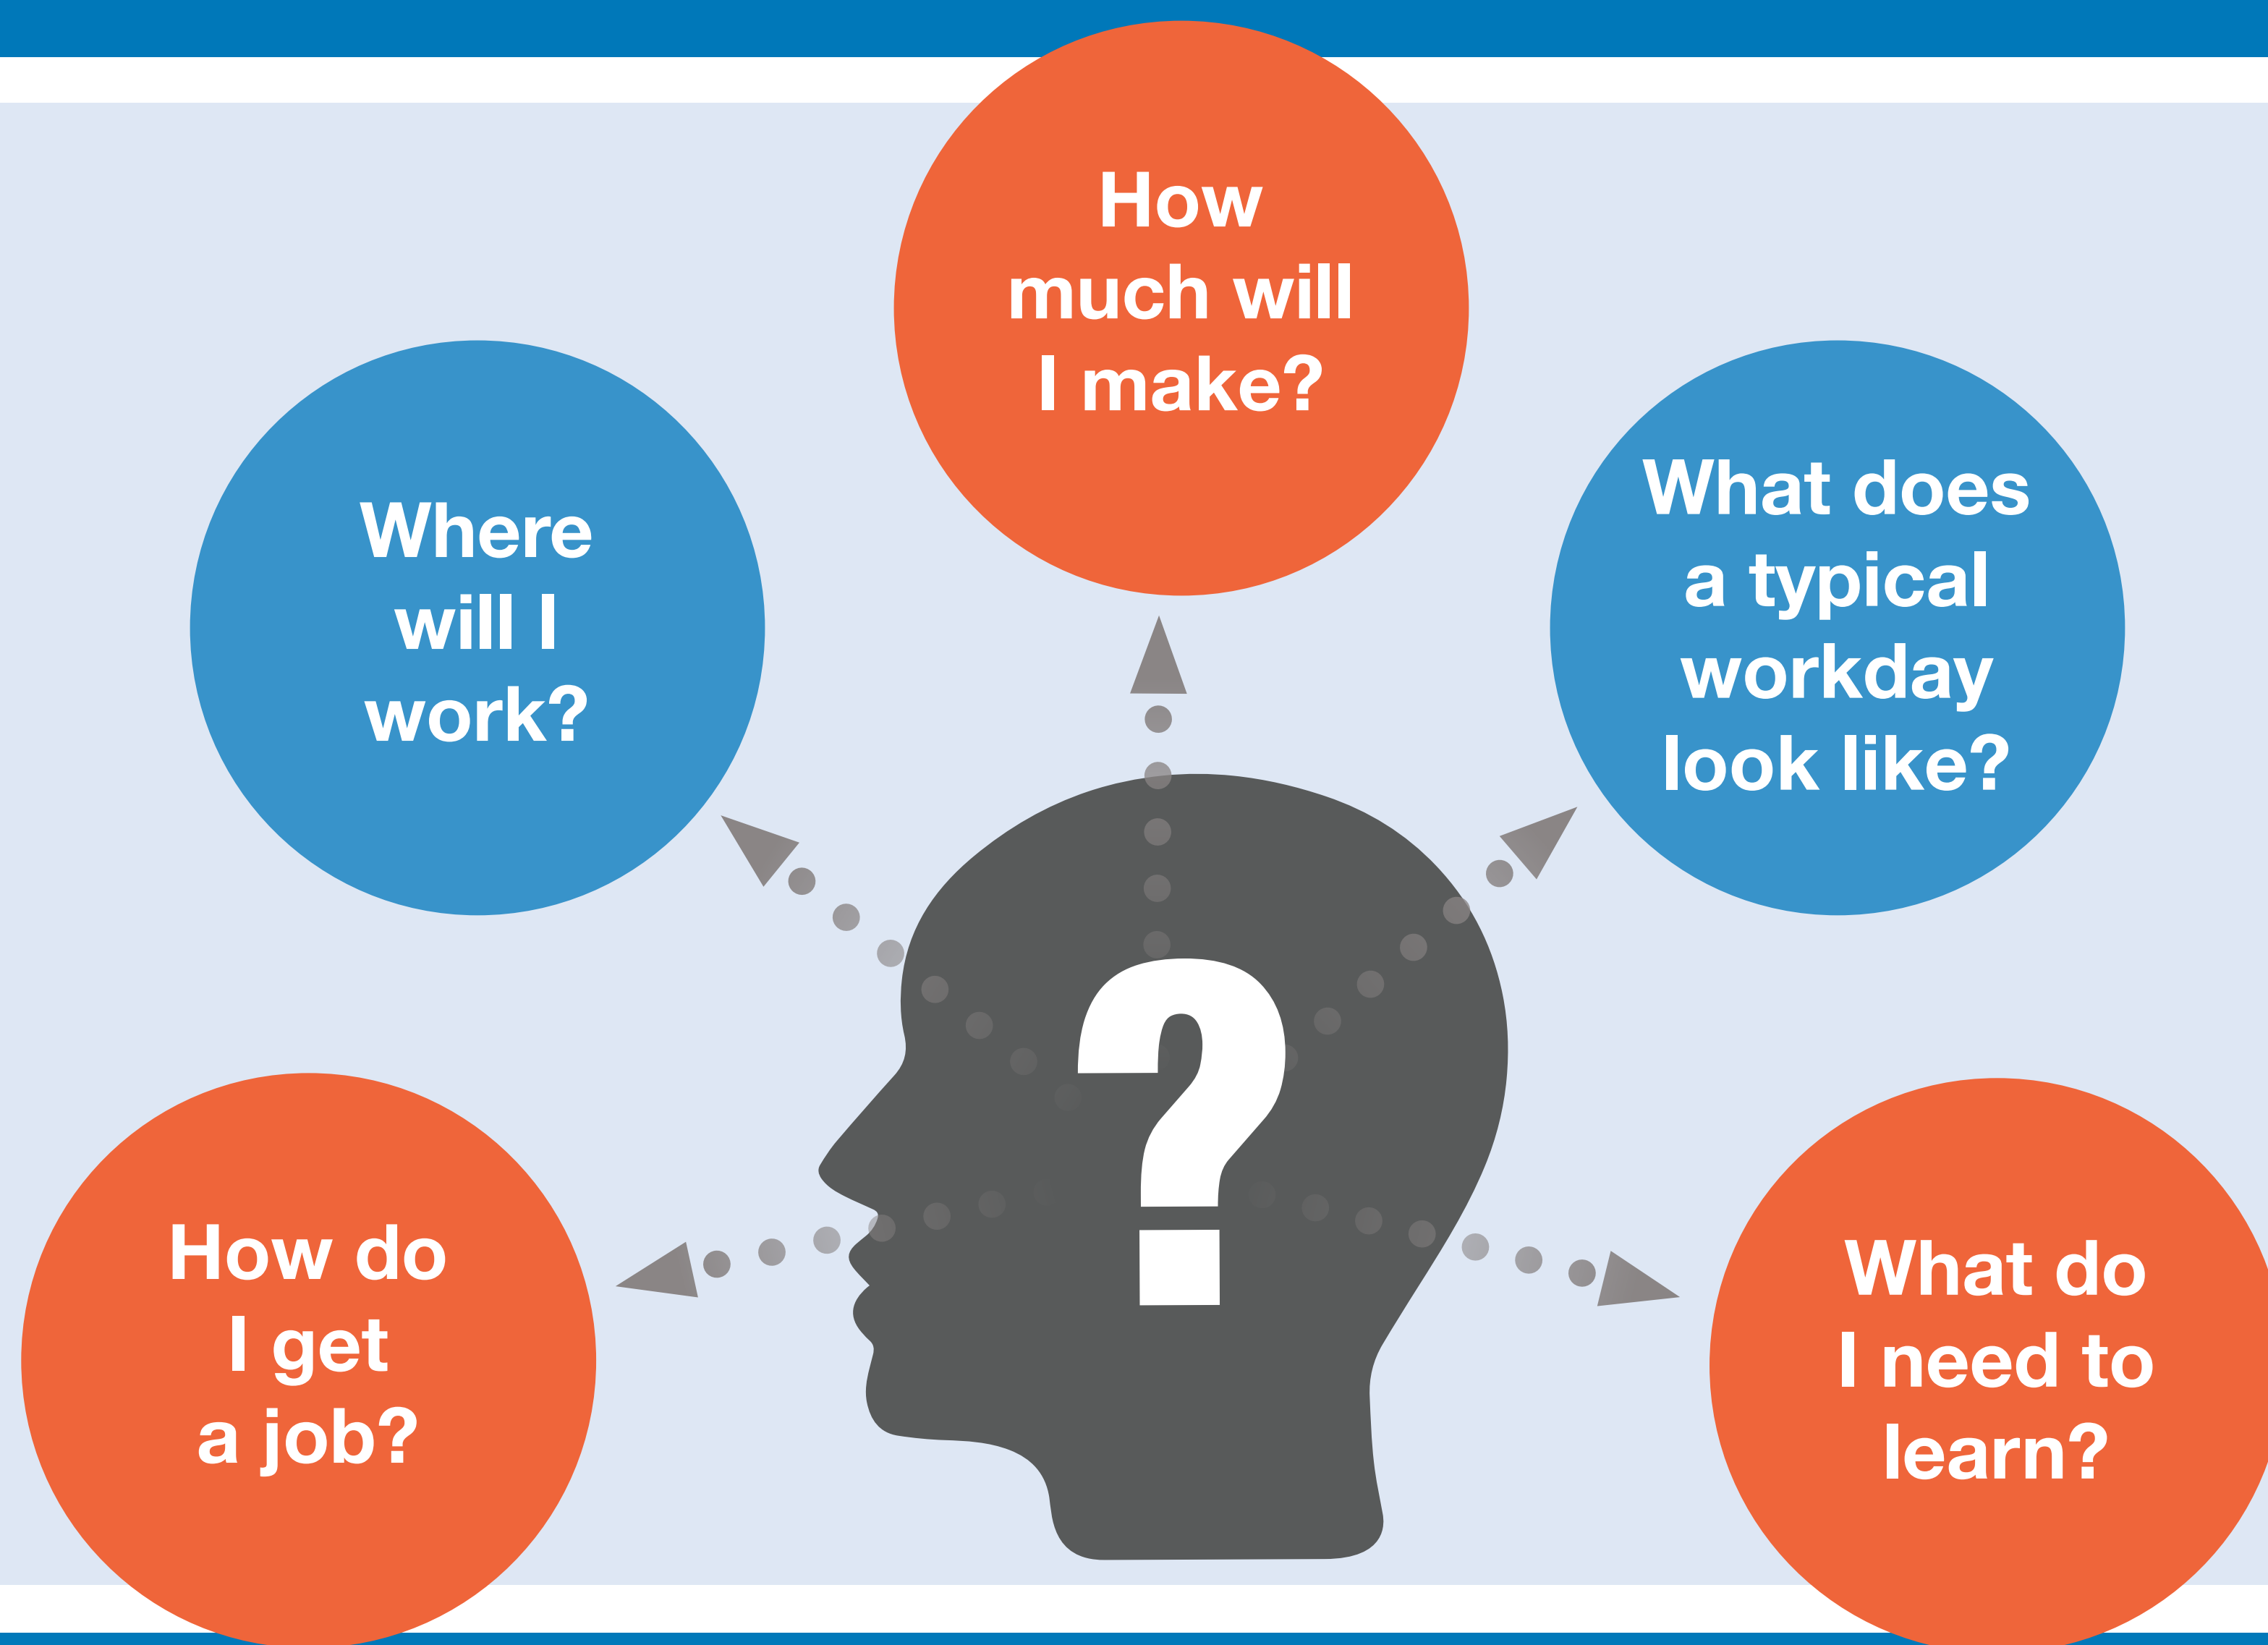 How
much will
I make?
Where
will I
work?
What does
a typical
workday
look like?
How do
I get
a job?
What do
I need to
learn?
?